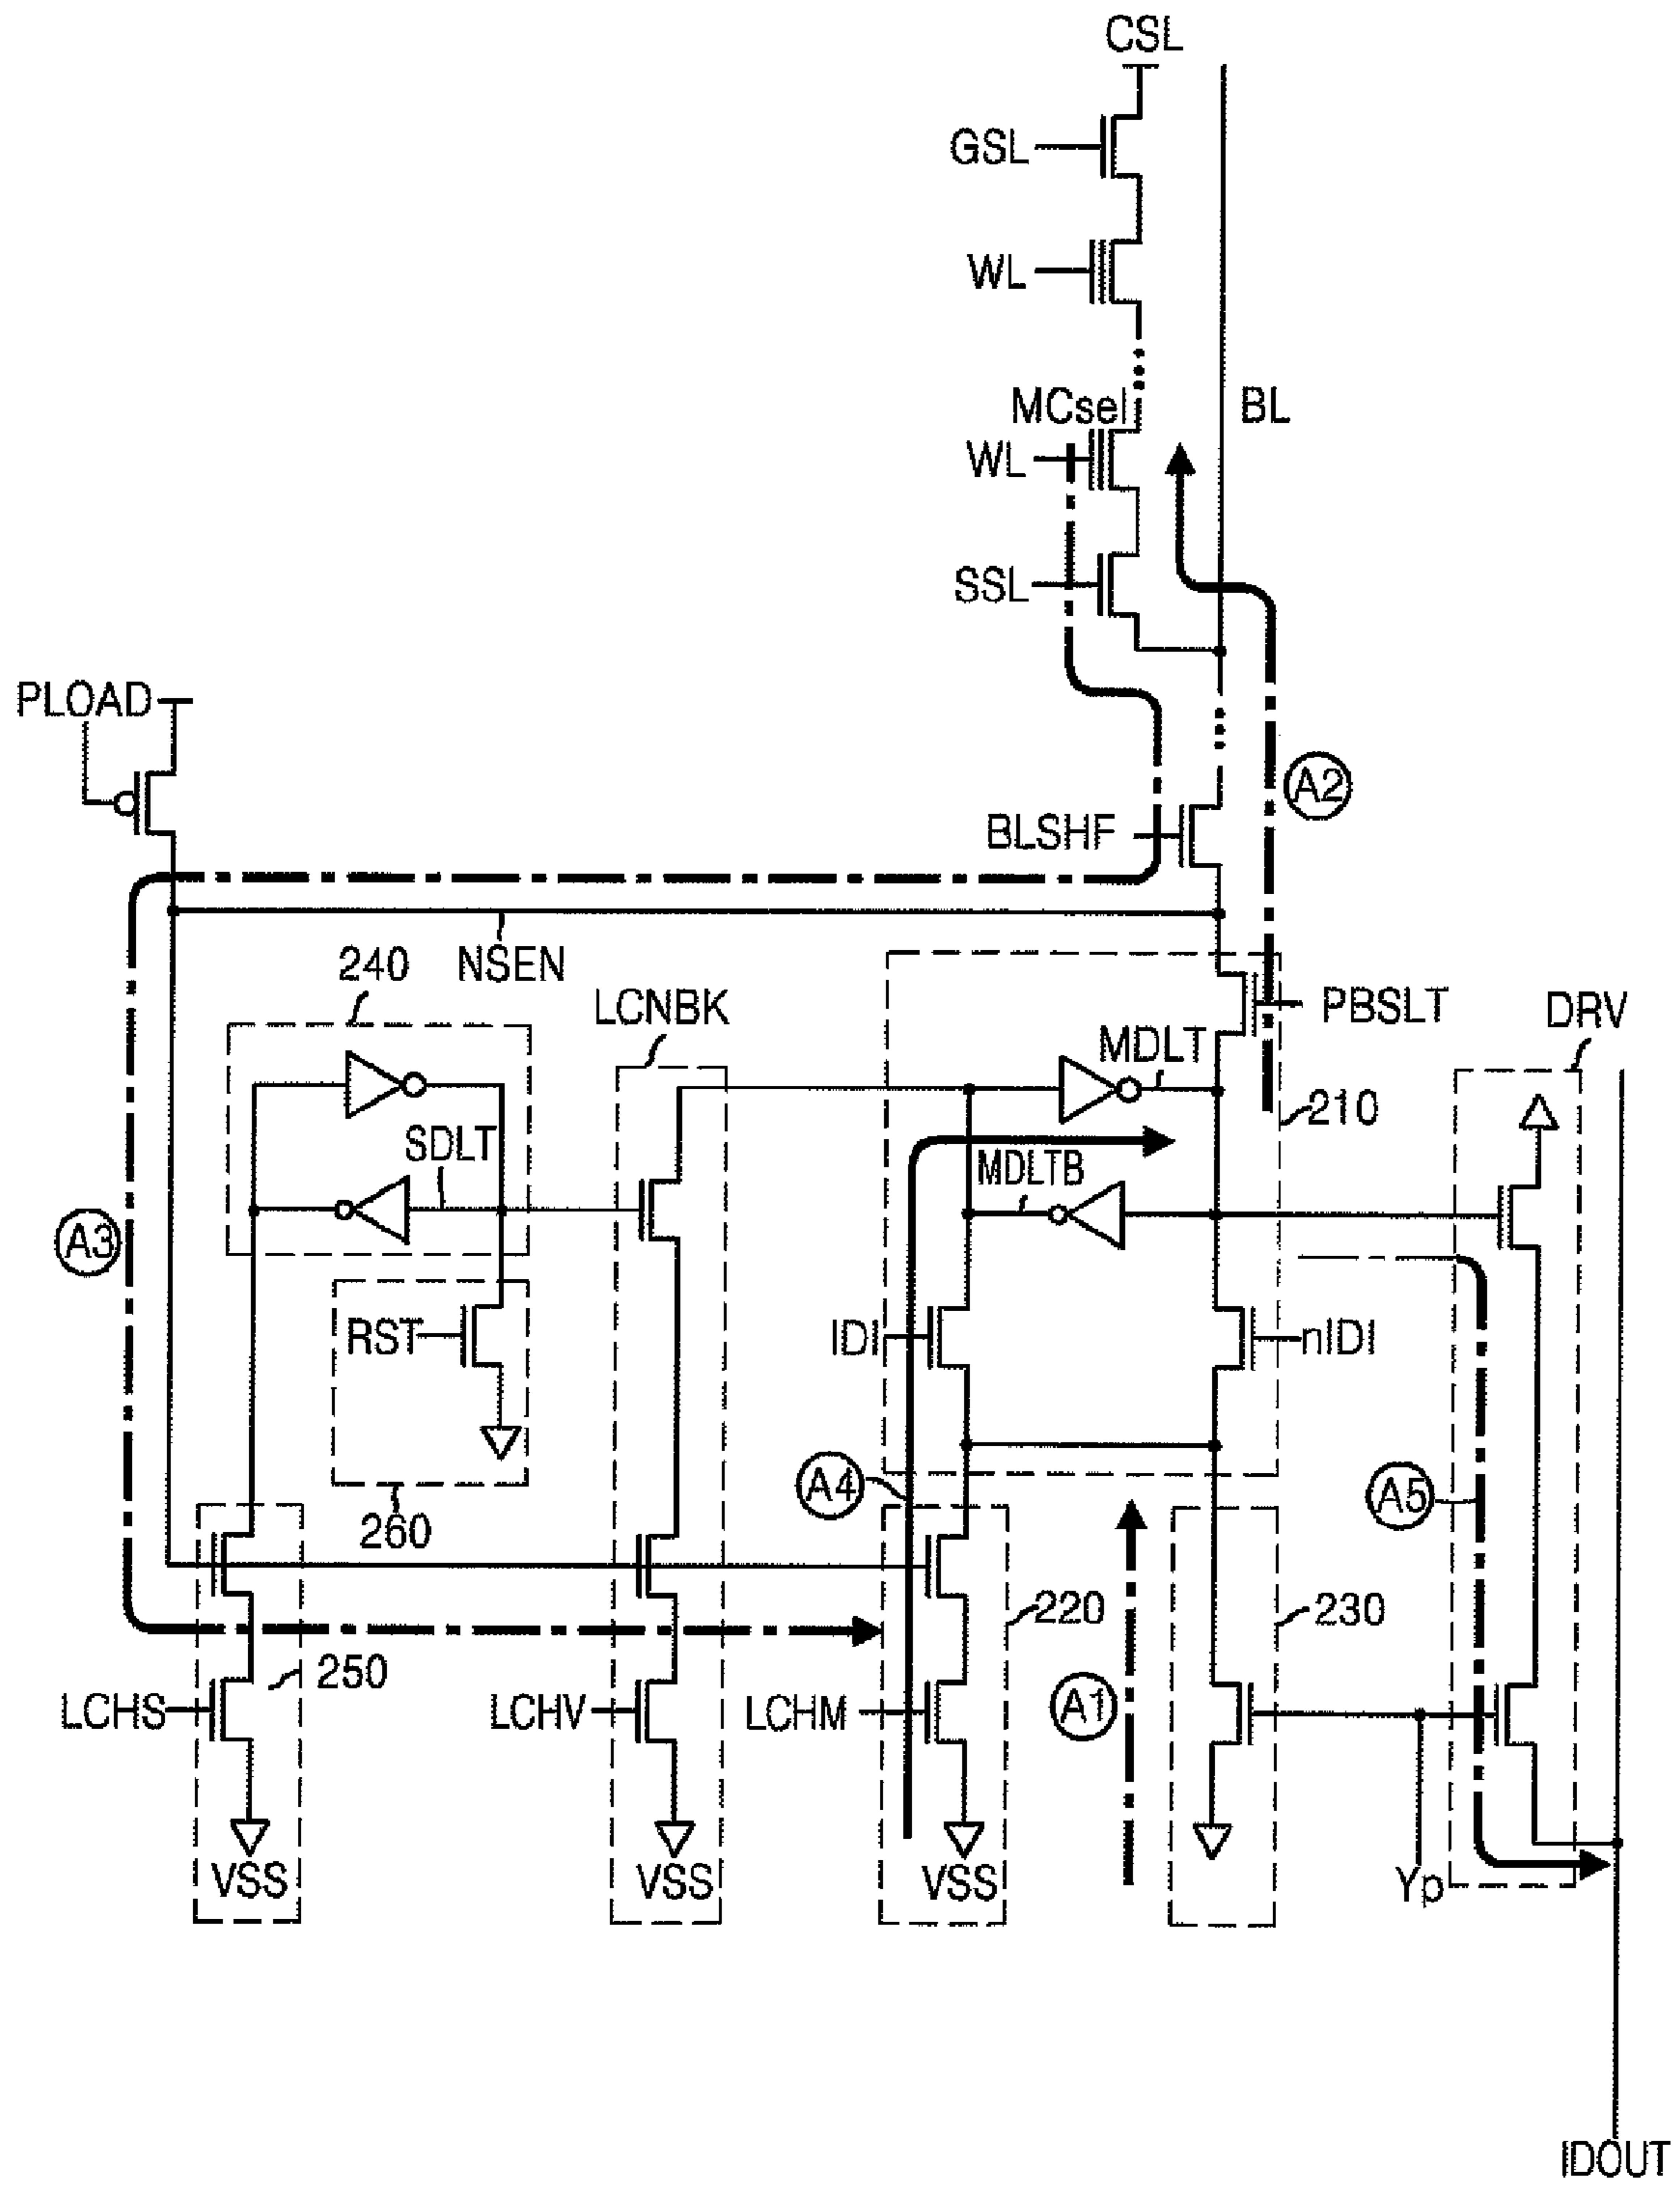 CSL
GSL
WL
MCsel
BL
WL
SSL
PLOAD
A2
BLSHF
NSEN
240
LCNBK
PBSLT
DRV
MDLT
210
SDLT
MDLTB
A3
RST
IDI
nIDI
A4
A5
260
220
230
250
A1
LCHS
LCHV
LCHM
VSS
VSS
VSS
Yp
IDOUT